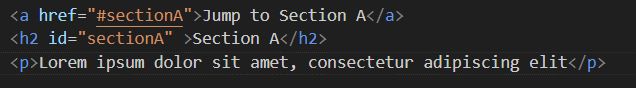 <a href="#sectionA">Jump to Section A</a>
<h2 id="sectionA" >Section A</h2>
<p>Lorem ipsum dolor sit amet, consectetur adipiscing elit</p>